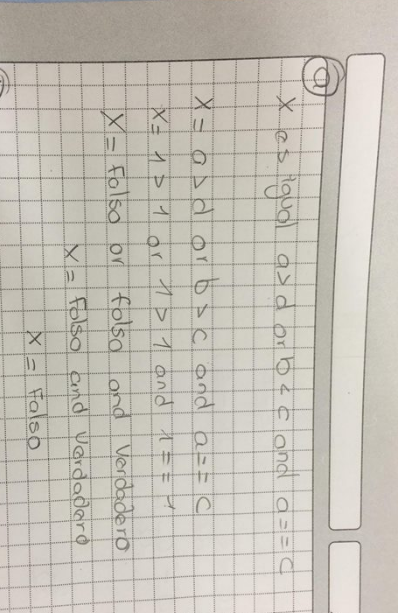 a
X es igual a>d or b<c and a==c
X = a>d or b>c and a==c
X = 1>1 or 1>1 and 1==1
X = falso or falso and Verdadero
X = falso and Verdadero
X = falso